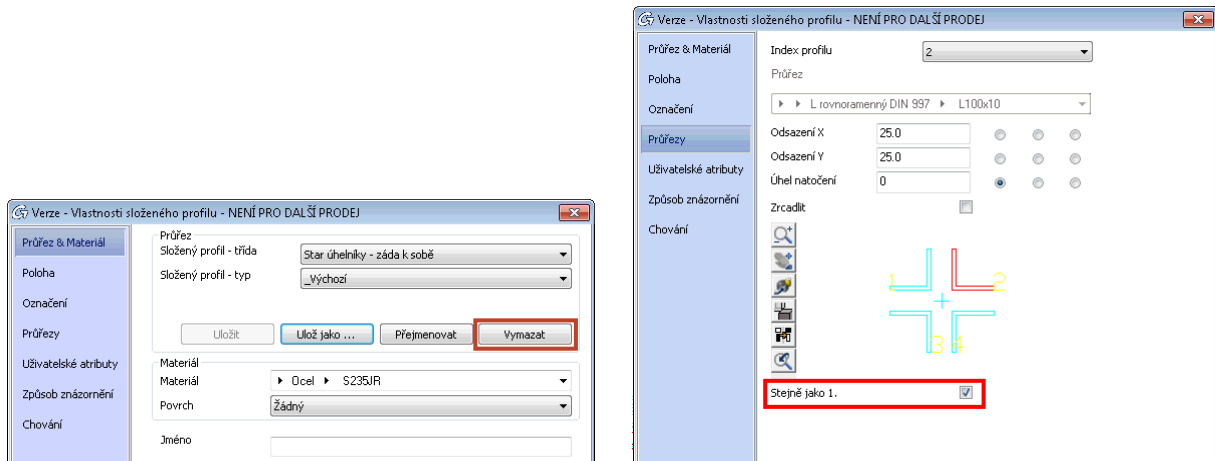 Verze - Vlastnosti složeného profilu - NENÍ PRO DALŠÍ PRODEJ
Průřez & Materiál
Poloha
Označení
Průřezy
Uživatelské atributy
Způsob znázornění
Chování
Průřez
Složený profil - třída
Star úhelníky - záda k sobě
Složený profil - typ
_Výchozí
Uložit
Ulož jako ...
Přejmenovat
Vymazat
Materiál
Materiál
Ocel S235JR
Povrch
Žádný
Jméno
Verze - Vlastnosti složeného profilu - NENÍ PRO DALŠÍ PRODEJ
Průřez & Materiál
Poloha
Označení
Průřezy
Uživatelské atributy
Způsob znázornění
Chování
Index profilu
2
Průřez
L rovnoramenný DIN 997 L100x10
Odsazení X
25.0
Odsazení Y
25.0
Úhel natočení
0
Zrcadlit
1
2
3
4
Stejně jako 1.